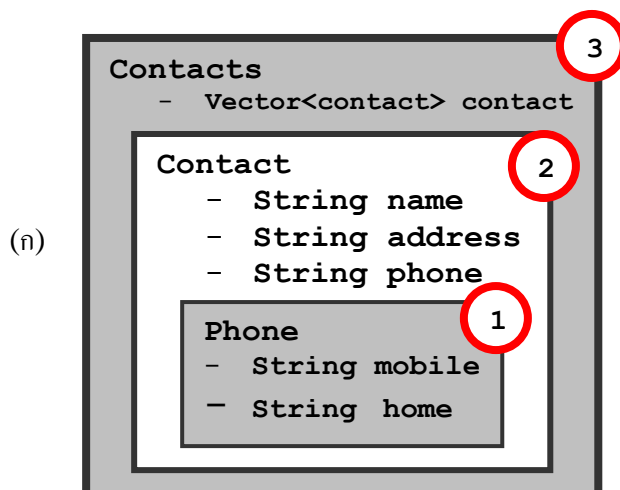 3
Contacts
- Vector<contact> contact
2
Contact
- String name
(ก)
- String address
- String phone
1
Phone
- String mobile
- String home